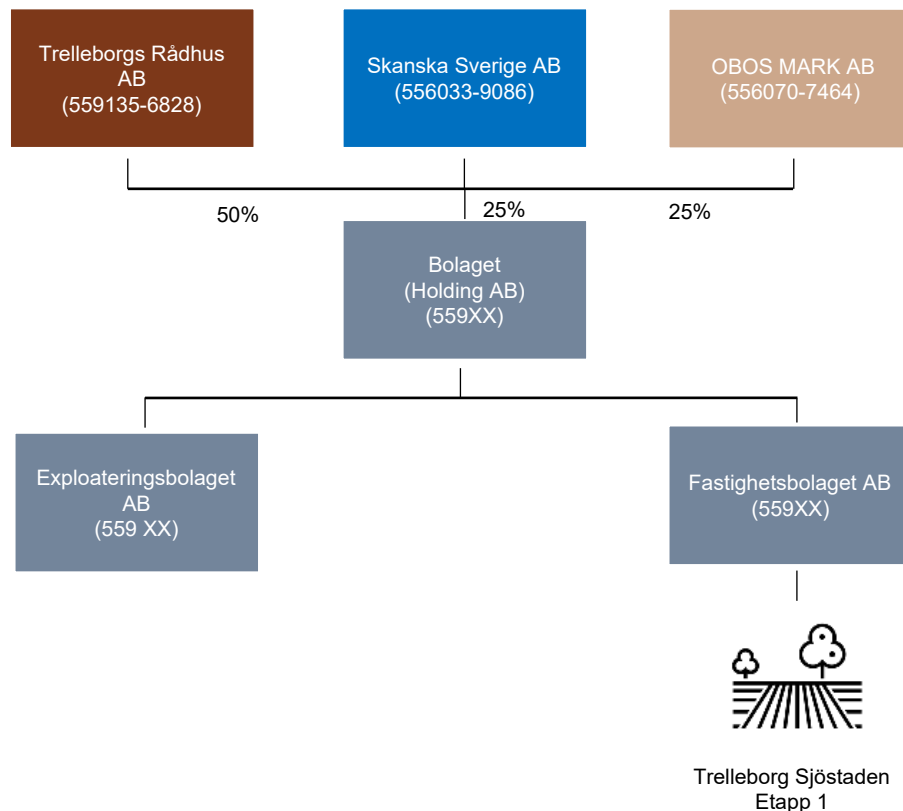 Trelleborgs Rådhus
AB
(559135-6828)
Skanska Sverige AB
(556033-9086)
OBOS MARK AB
(556070-7464)
50%
25%
25%
Bolaget
(Holding AB)
(559XX)
Exploateringsbolaget
AB
(559 XX)
Fastighetsbolaget AB
(559XX)
Trelleborg Sjöstaden
Etapp 1